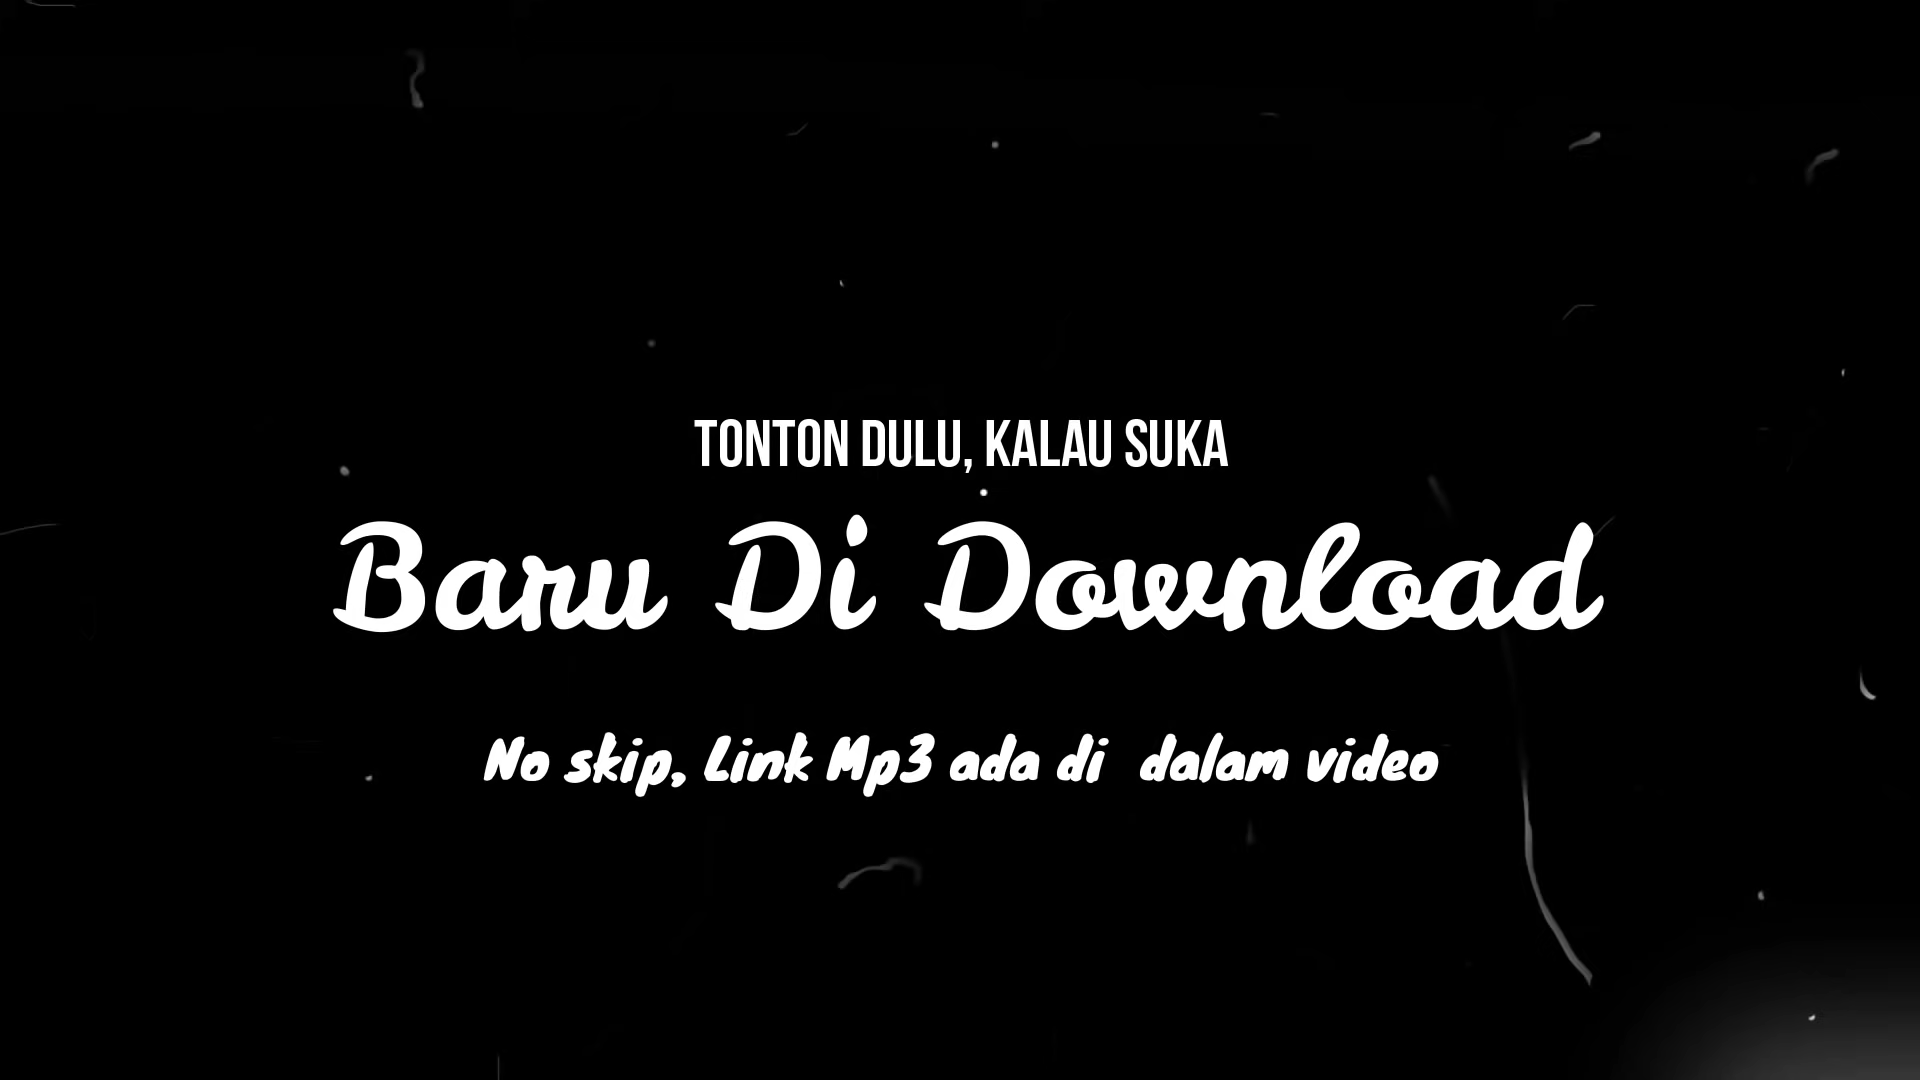 TONTON DULU, KALAU SUKA
Baru Di Download
No skip, Link Mp3 ada di dalam video